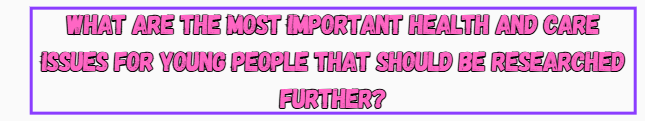 WHAT ARE THE MOST IMPORTANT HEALTH AND CARE
ISSUES FOR YOUNG PEOPLE THAT SHOULD BE RESEARCHED
FURTHER?